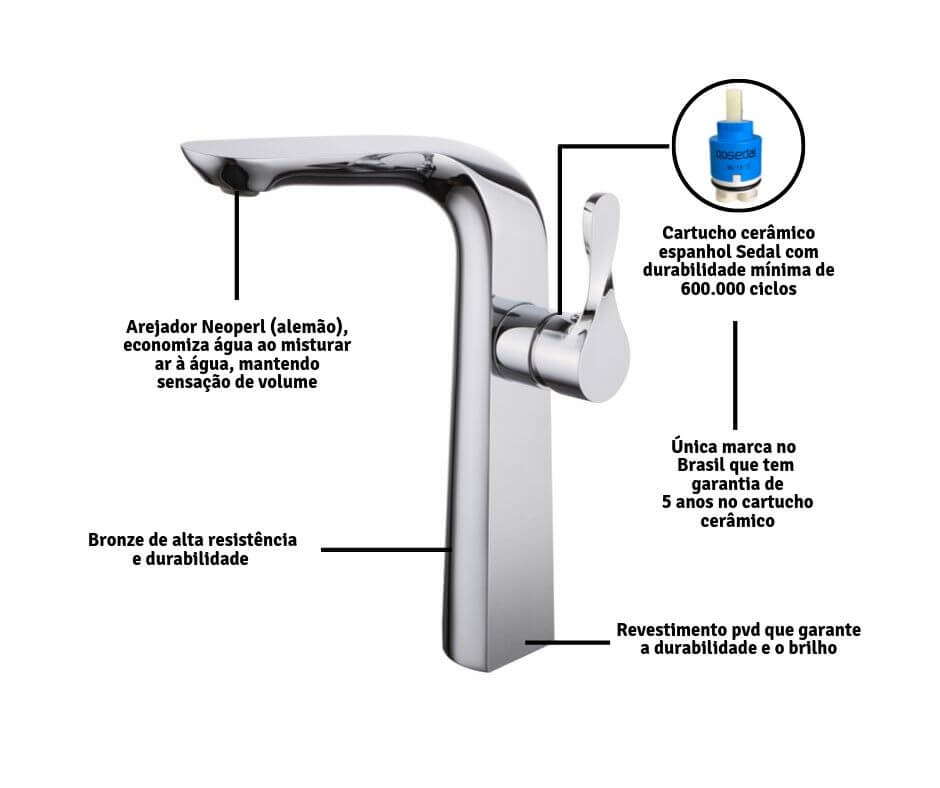 Cartucho cerâmico
espanhol Sedal com
durabilidade mínima de
600.000 ciclos
Arejador Neoperl (alemão),
economiza água ao misturar
ar à água, mantendo
sensação de volume
Única marca no
Brasil que tem
garantia de
5 anos no cartucho
cerâmico
Bronze de alta resistência
e durabilidade
Revestimento pvd que garante
a durabilidade e o brilho